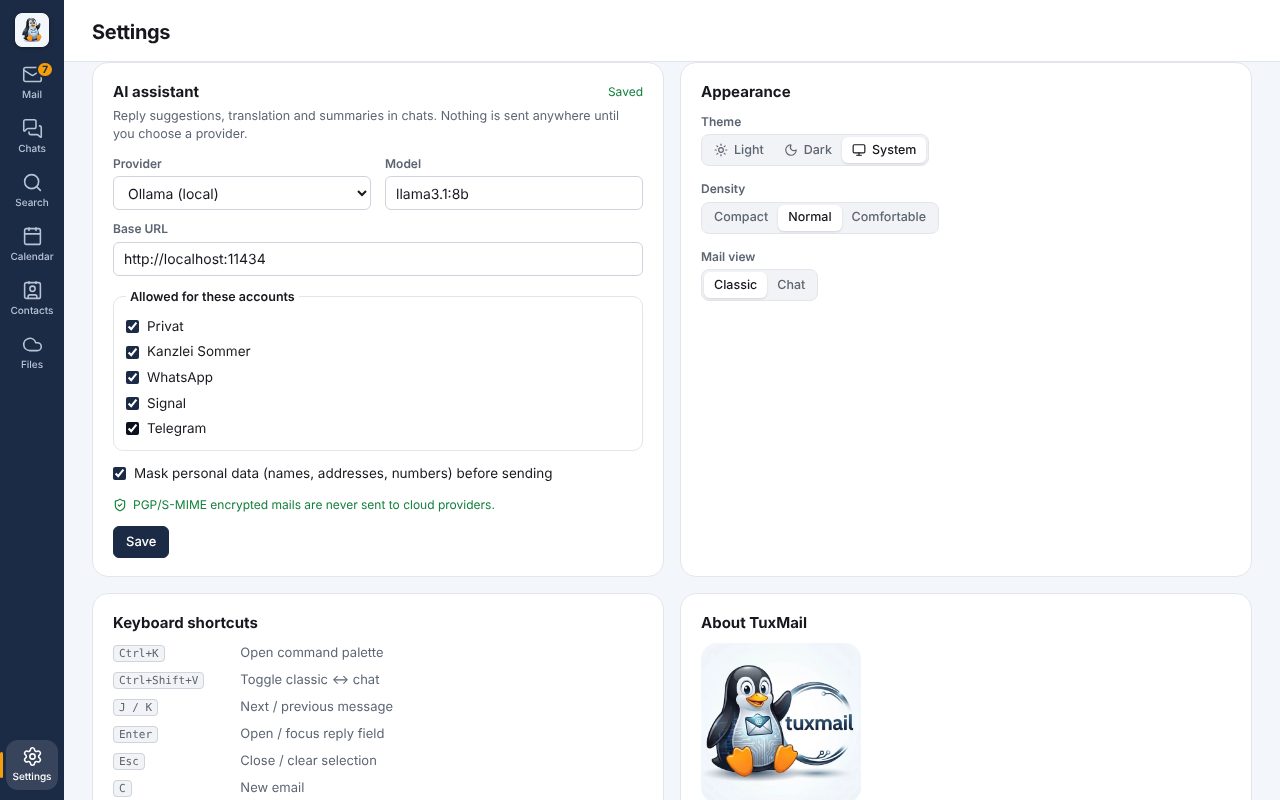 Settings
7
Mail
Chats
Search
Calendar
Contacts
Files
Settings
AI assistant
Saved
Reply suggestions, translation and summaries in chats. Nothing is sent anywhere until
you choose a provider.
Provider
Model
Ollama (local)
llama3.1:8b
Base URL
http://localhost:11434
Allowed for these accounts
Privat
Kanzlei Sommer
WhatsApp
Signal
Telegram
Mask personal data (names, addresses, numbers) before sending
PGP/S-MIME encrypted mails are never sent to cloud providers.
Save
Appearance
Theme
Light Dark System
Density
Compact Normal Comfortable
Mail view
Classic Chat
Keyboard shortcuts
Ctrl+K Open command palette
Ctrl+Shift+V Toggle classic ↔ chat
J / K Next / previous message
Enter Open / focus reply field
Esc Close / clear selection
C New email
About TuxMail
tuxmail